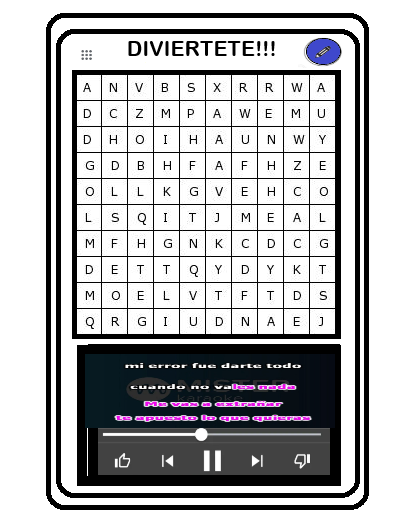 DIVIERTETE!!!
A N V B S X R R W A
D C Z M P A W E M U
D H O I H A U N W Y
G D B H F A F H Z E
O L L K G V E H C O
L S Q I T J M E A L
M F H G N K C D C G
D E T T Q Y D Y K T
M O E L V T F T D S
Q R G I U D N A E J
mi error fue darte todo
cuando no vales nada
Me vas a extrañar
te apuesto lo que quieras